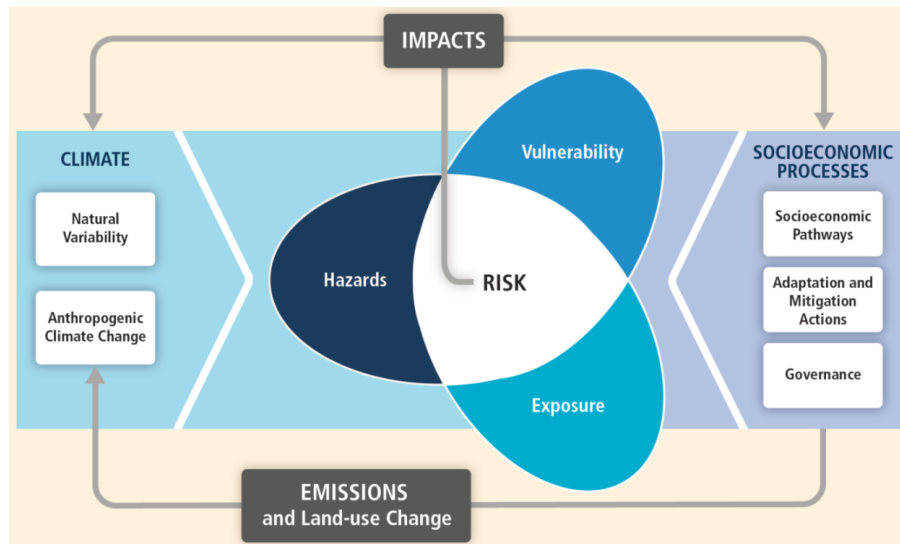 IMPACTS
CLIMATE
Natural
Variability
Anthropogenic
Climate Change
Vulnerability
Hazards
RISK
Exposure
SOCIOECONOMIC
PROCESSES
Socioeconomic
Pathways
Adaptation and
Mitigation
Actions
Governance
EMISSIONS
and Land-use Change